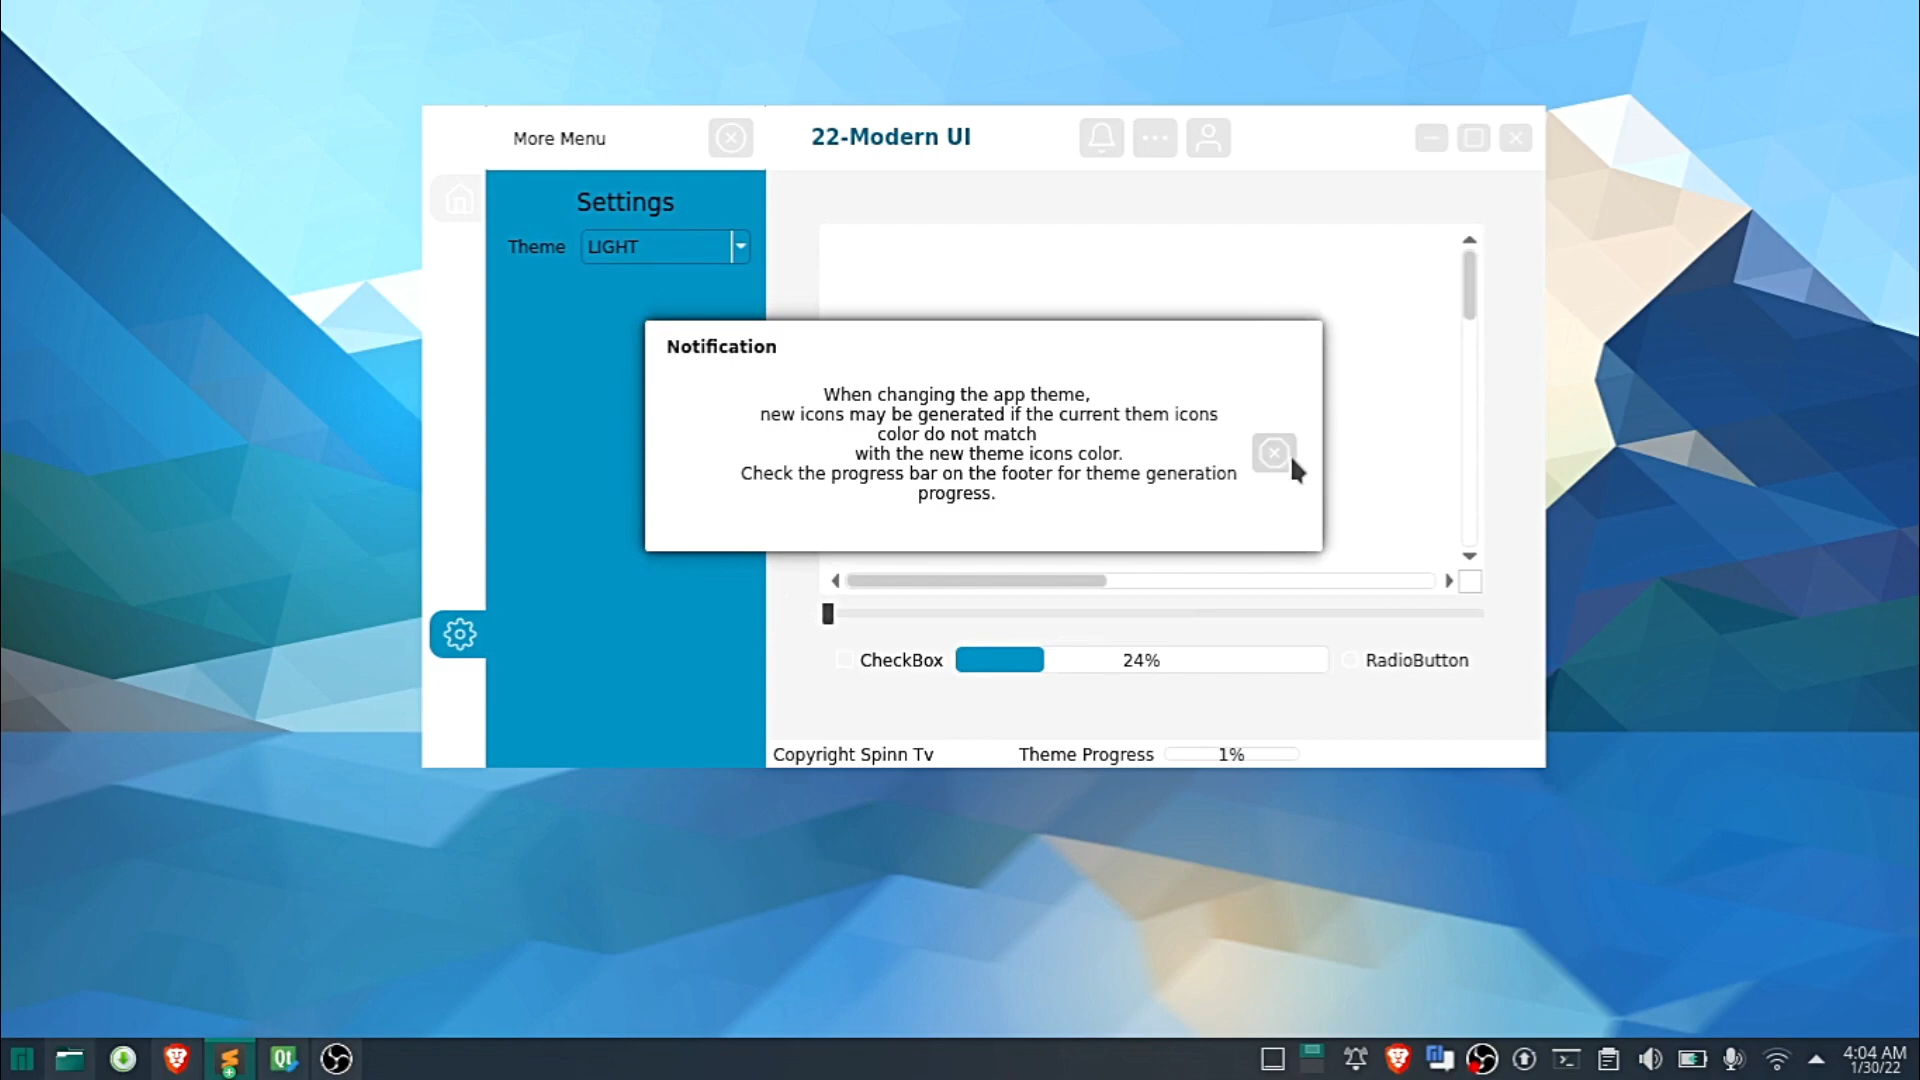 More Menu
22-Modern UI
Settings
Theme
LIGHT
Notification
When changing the app theme,
new icons may be generated if the current them icons
color do not match
with the new theme icons color.
Check the progress bar on the footer for theme generation
progress.
CheckBox
24%
RadioButton
Copyright Spinn Tv
Theme Progress
1%
Qt
4:04 AM
1/30/22